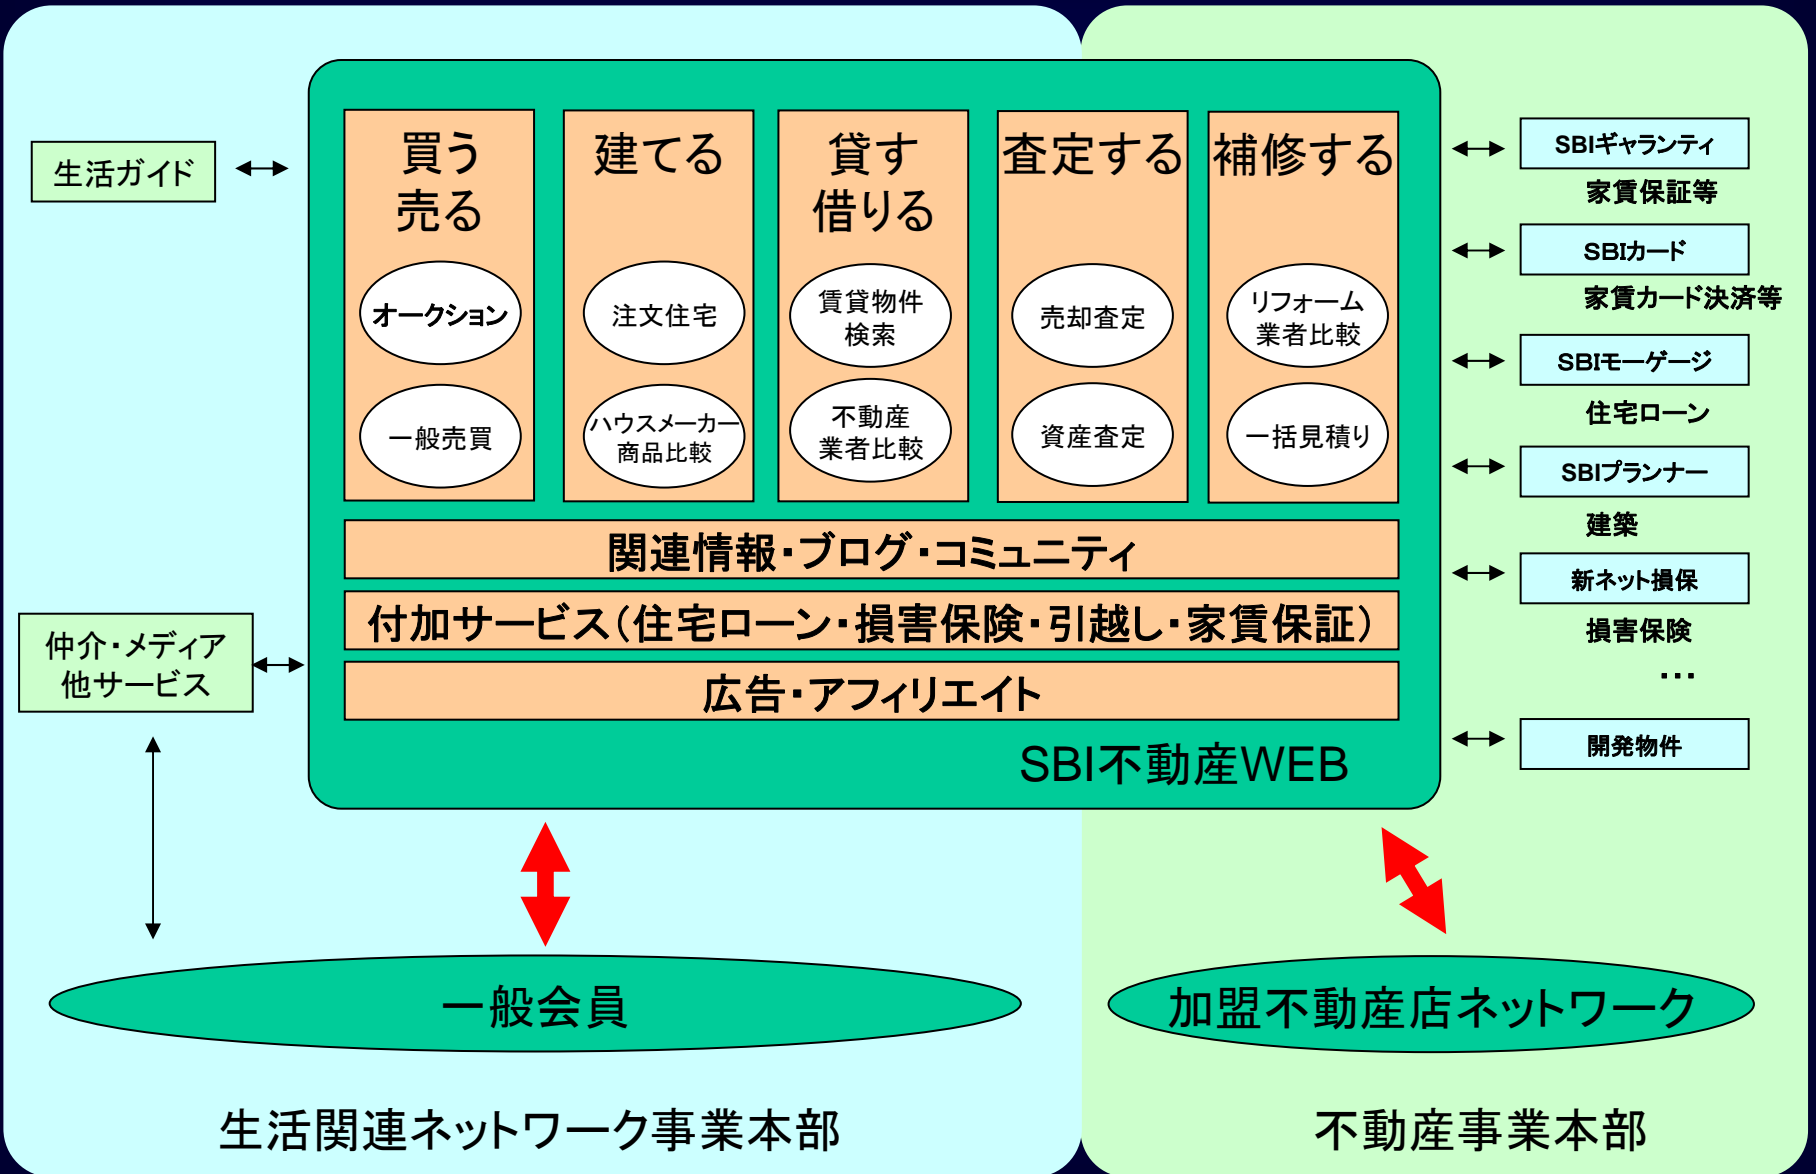 生活ガイド
仲介・メディア
他サービス
買う
売る
オークション
一般売買
建てる
注文住宅
ハウスメーカー
商品比較
貸す
借りる
賃貸物件
検索
不動産
業者比較
査定する
売却査定
資産査定
補修する
リフォーム
業者比較
一括見積り
関連情報・ブログ・コミュニティ
付加サービス(住宅ローン・損害保険・引越し・家賃保証)
広告・アフィリエイト
SBI不動産WEB
SBIギャランティ
家賃保証等
SBIカード
家賃カード決済等
SBIモーゲージ
住宅ローン
SBIプランナー
建築
新ネット損保
損害保険
…
開発物件
一般会員
加盟不動産店ネットワーク
生活関連ネットワーク事業本部
不動産事業本部